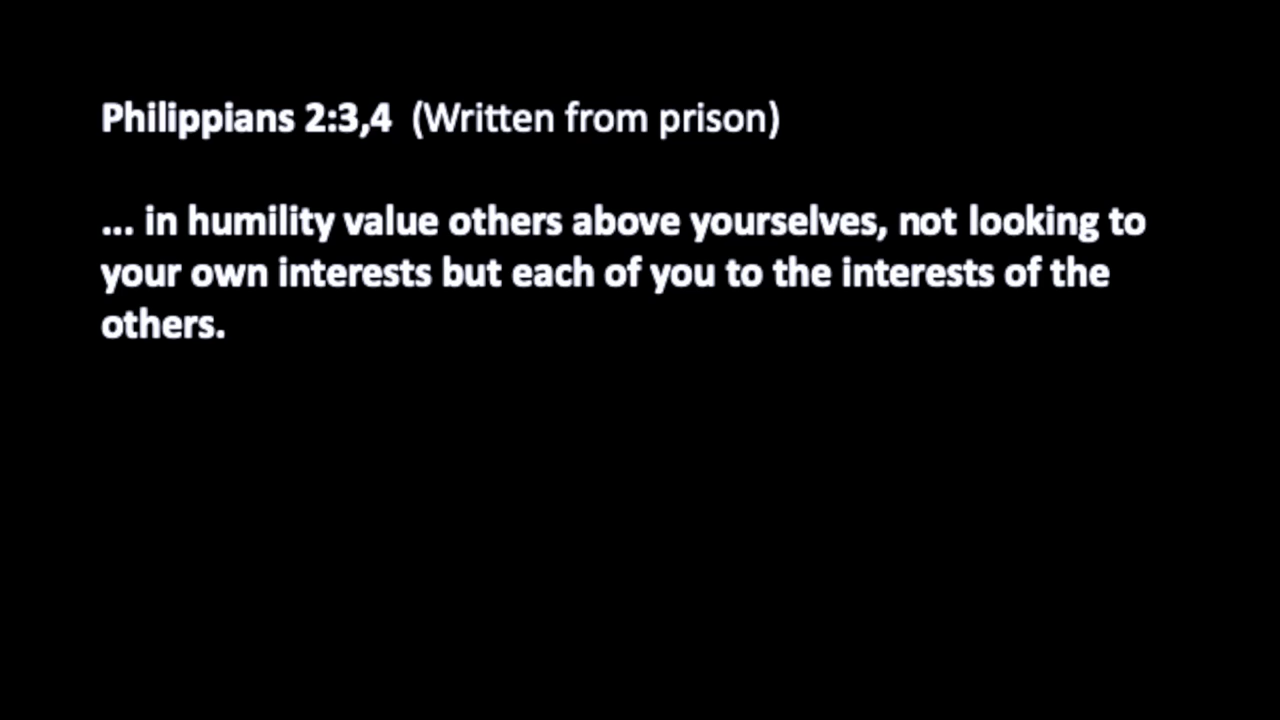 Philippians 2:3,4 (Written from prison)
... in humility value others above yourselves, not looking to
your own interests but each of you to the interests of the
others.